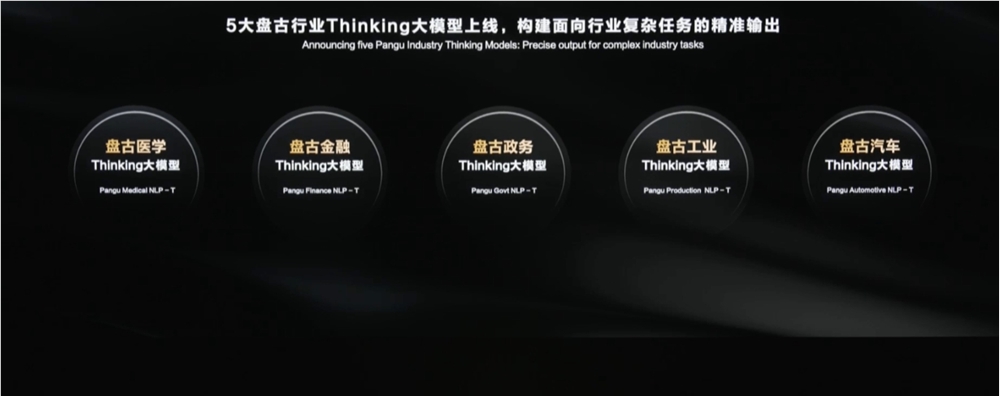 5大盘古行业Thinking大模型上线，构建面向行业复杂任务的精准输出
Announcing five Pangu Industry Thinking Models: Precise output for complex industry tasks
盘古医学
Thinking大模型
Pangu Medical NLP-T
盘古金融
Thinking大模型
Pangu Finance NLP-T
盘古政务
Thinking大模型
Pangu Govt NLP-T
盘古工业
Thinking大模型
Pangu Production NLP-T
盘古汽车
Thinking大模型
Pangu Automotive NLP-T